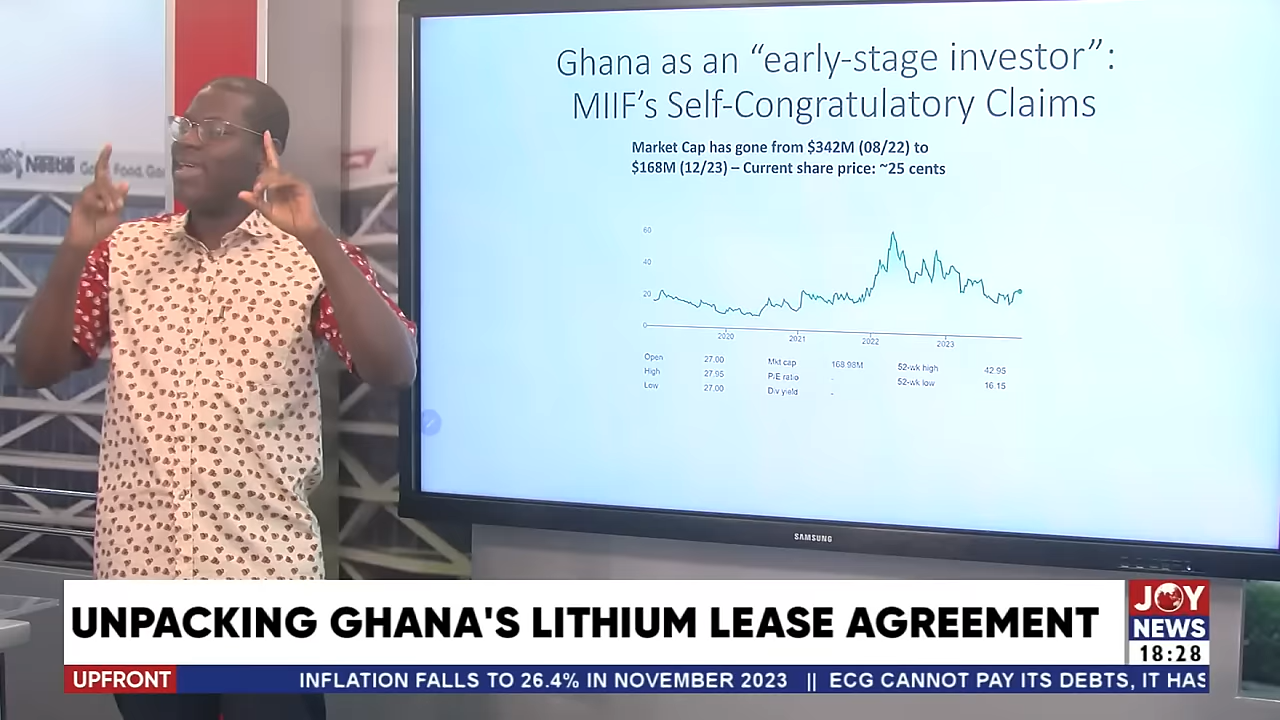 Nestlé Good Food, Goo
Ghana as an “early-stage investor”:
MIIF’s Self-Congratulatory Claims
Market Cap has gone from $342M (08/22) to
$168M (12/23) – Current share price: ~25 cents
60
40
20
0
2020 2021 2022 2023
Open 27.00 Mkt cap 168.98M 52-wk high 42.95
High 27.95 P/E ratio - 52-wk low 16.15
Low 27.00 Div yield -
SAMSUNG
UNPACKING GHANA'S LITHIUM LEASE AGREEMENT
JOY
NEWS
18:28
UPFRONT INFLATION FALLS TO 26.4% IN NOVEMBER 2023 || ECG CANNOT PAY ITS DEBTS, IT HAS